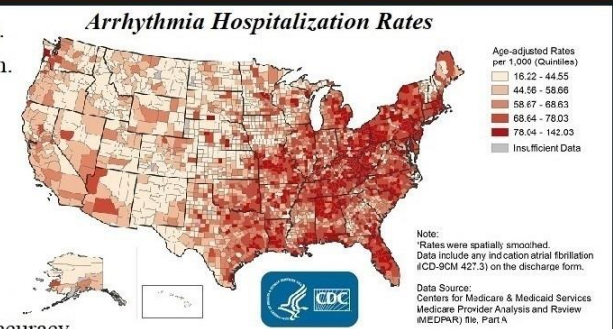 Arrhythmia Hospitalization Rates
Age-adjusted Rates
per 1,000 (Quintiles)
16.22 - 44.55
44.56 - 58.66
58.67 - 68.63
68.64 - 78.03
78.04 - 142.03
Insufficient Data
Note:
*Rates were spatially smoothed.
Data include any indication atrial fibrillation
(ICD-9CM 427.3) on the discharge form.
Data Source:
Centers for Medicare & Medicaid Services
Medicare Provider Analysis and Review
(MEDPAR) file, Part A
CDC